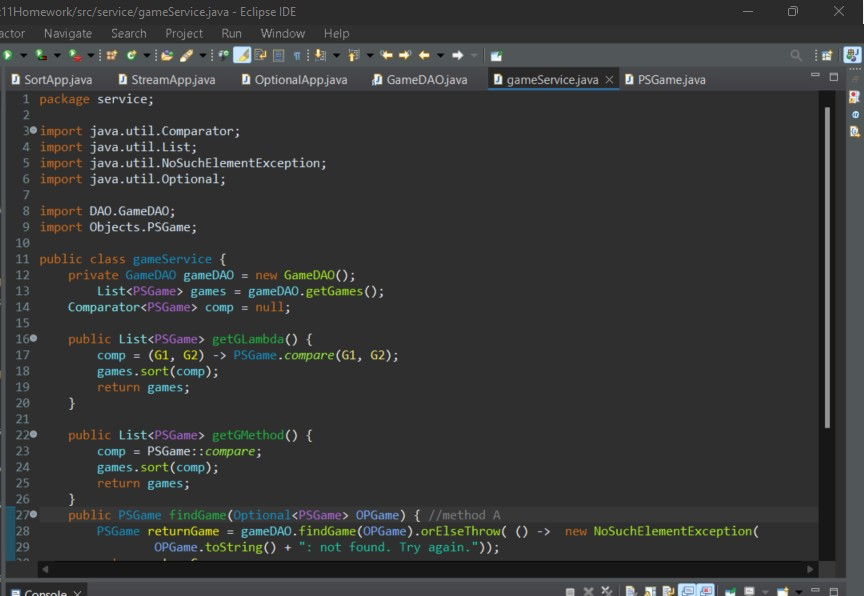 :11Homework/src/service/gameService.java - Eclipse IDE
actor Navigate Search Project Run Window Help
SortApp.java StreamApp.java OptionalApp.java GameDAO.java gameService.java PSGame.java
1 package service;
2
3 import java.util.Comparator;
4 import java.util.List;
5 import java.util.NoSuchElementException;
6 import java.util.Optional;
7
8 import DAO.GameDAO;
9 import Objects.PSGame;
10
11 public class gameService {
12 private GameDAO gameDAO = new GameDAO();
13 List<PSGame> games = gameDAO.getGames();
14 Comparator<PSGame> comp = null;
15
16 public List<PSGame> getGLambda() {
17 comp = (G1, G2) -> PSGame.compare(G1, G2);
18 games.sort(comp);
19 return games;
20 }
21
22 public List<PSGame> getGMethod() {
23 comp = PSGame::compare;
24 games.sort(comp);
25 return games;
26 }
27 public PSGame findGame(Optional<PSGame> OPGame) { //method A
28 PSGame returnGame = gameDAO.findGame(OPGame).orElseThrow( () -> new NoSuchElementException(
29 OPGame.toString() + ": not found. Try again."));
Console